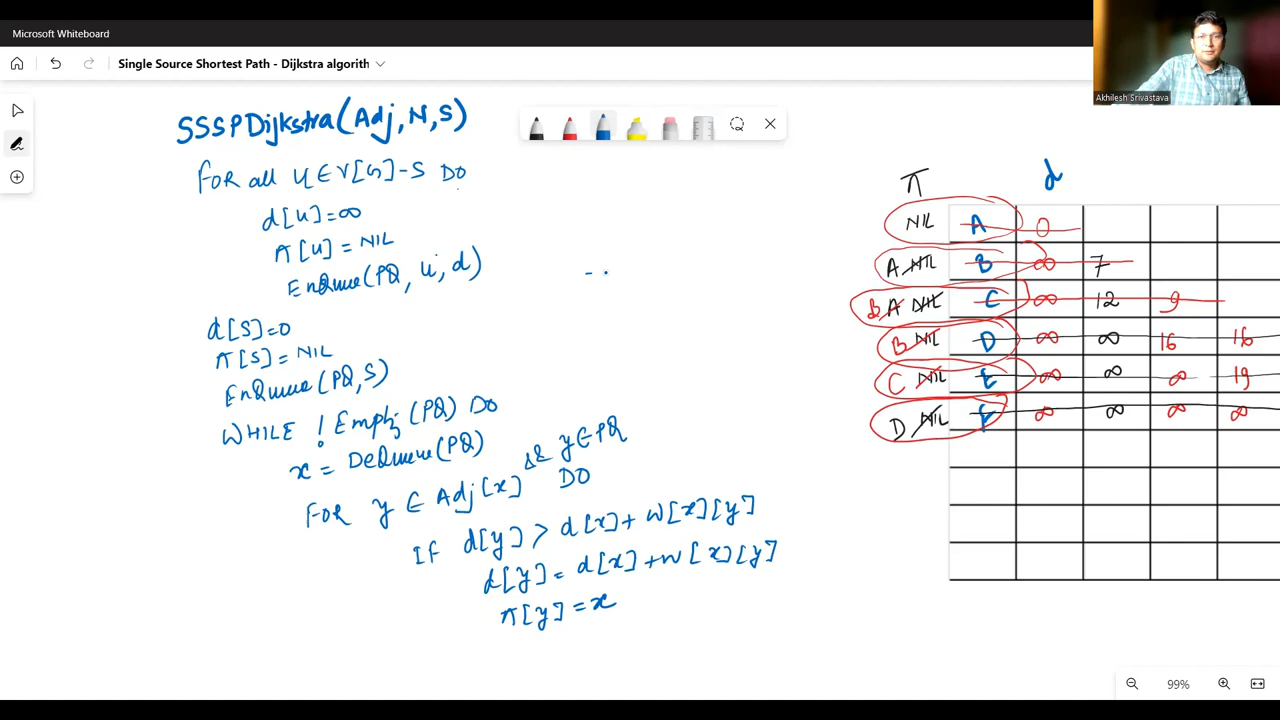 Microsoft Whiteboard
Single Source Shortest Path - Dijkstra algorith
Akhilesh Srivastava
SSSPDijkstra(Adj, N, S)
FOR all U ∈ V[G] - S DO
d[u] = ∞
π[u] = NIL
EnQueue(PQ, u, d)
d[S] = 0
π[S] = NIL
EnQueue(PQ, S)
WHILE ! Empty (PQ) DO
x = DeQueue(PQ)
FOR y ∈ Adj[x] && y ∈ PQ
DO
If d[y] > d[x] + W[x][y]
d[y] = d[x] + w[x][y]
π[y] = x
π d
NIL A 0
A NIL B ∞ 7
B A NIL C ∞ 12 9
B NIL D ∞ ∞ 16 16
C NIL E ∞ ∞ ∞ 19
D NIL F ∞ ∞ ∞ ∞
99%